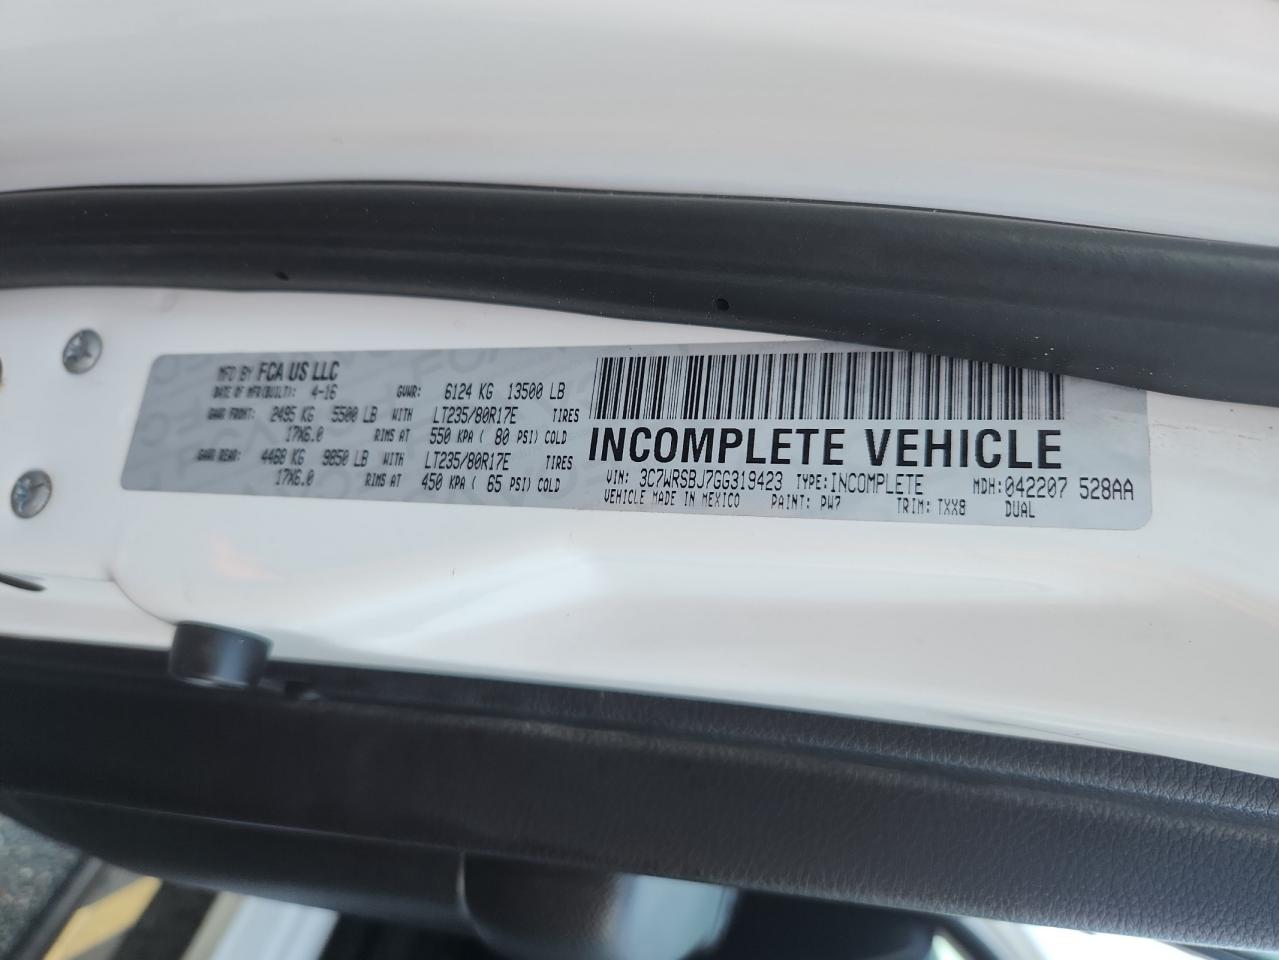 MFD BY FCA US LLC
DATE OF MFR(BUILT): 4-16 GVWR: 6124 KG 13500 LB
GAWR FRONT: 2495 KG 5500 LB WITH LT235/80R17E TIRES
17X6.0 RIMS AT 550 KPA ( 80 PSI) COLD
GAWR REAR: 4468 KG 9850 LB WITH LT235/80R17E TIRES
17X6.0 RIMS AT 450 KPA ( 65 PSI) COLD
INCOMPLETE VEHICLE
VIN: 3C7WRSBJ7GG319423 TYPE: INCOMPLETE MDH: 042207 528AA
VEHICLE MADE IN MEXICO PAINT: PW7 TRIM: TXX8 DUAL